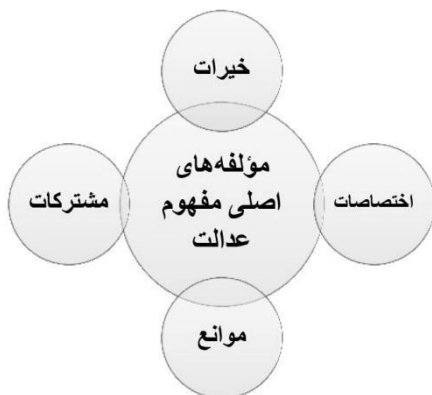 خیرات
مؤلفه‌های
اصلی مفهوم
عدالت
اختصاصات
مشترکات
موانع